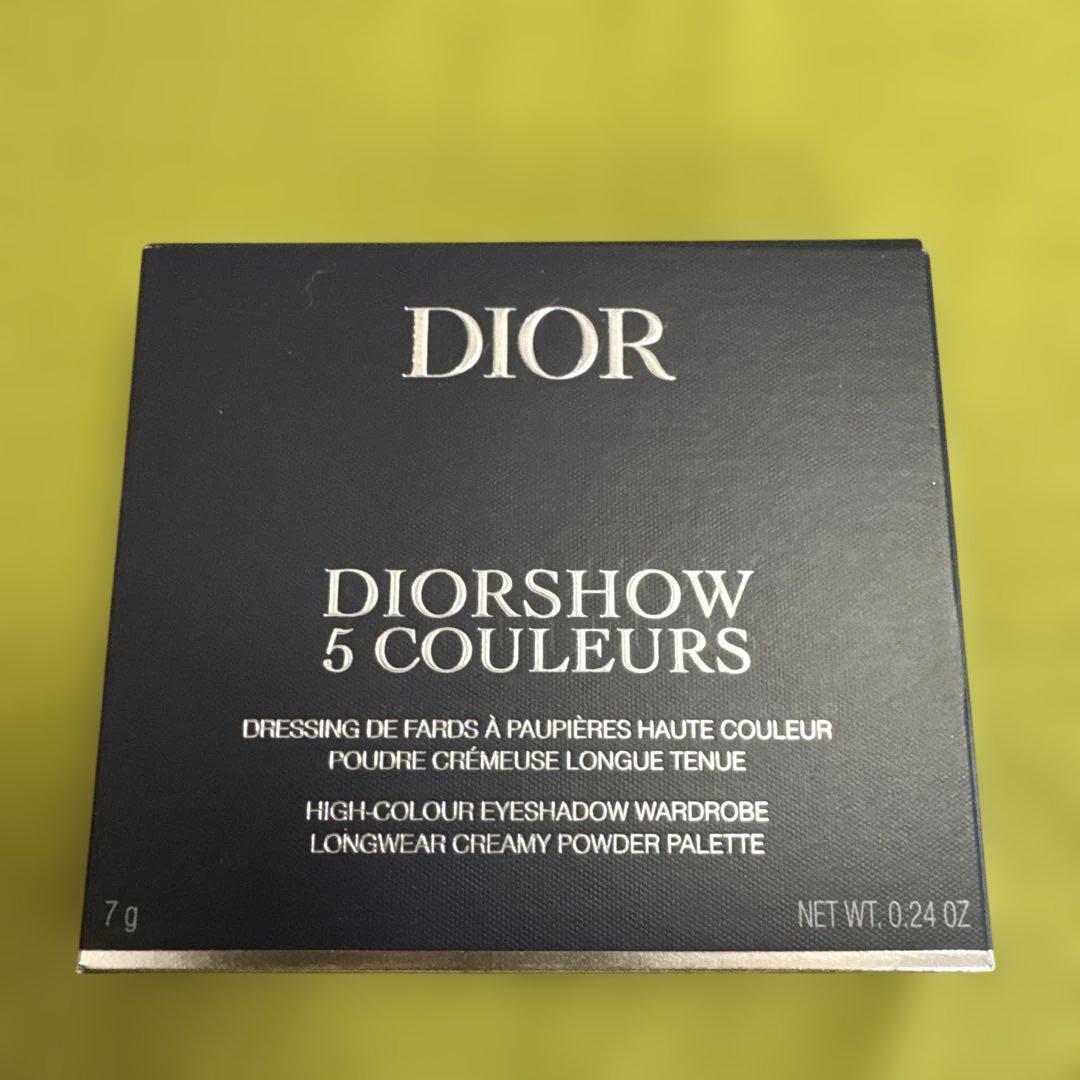 DIOR
DIORSHOW
5 COULEURS
DRESSING DE FARDS À PAUPIÈRES HAUTE COULEUR
POUDRE CRÉMEUSE LONGUE TENUE
HIGH-COLOUR EYESHADOW WARDROBE
LONGWEAR CREAMY POWDER PALETTE
7 g
NET WT. 0.24 OZ